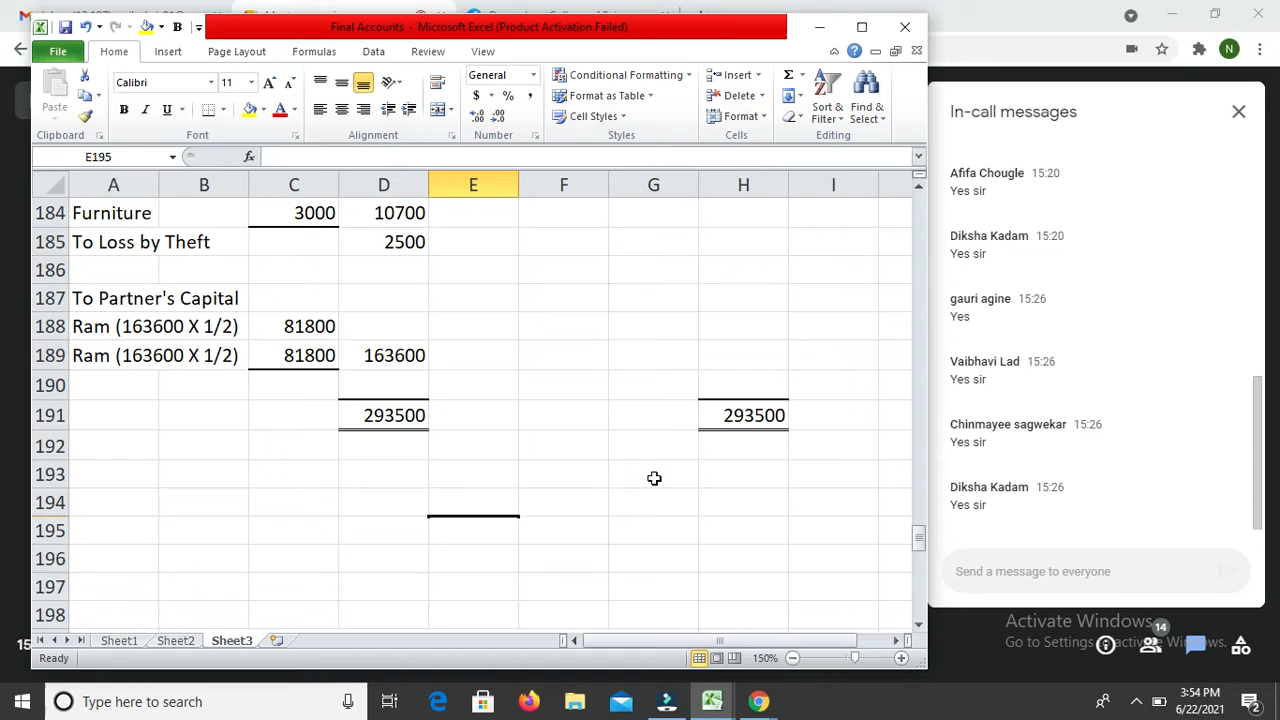 Final Accounts - Microsoft Excel (Product Activation Failed)
File Home Insert Page Layout Formulas Data Review View
Paste
Calibri 11
General
Conditional Formatting
Format as Table
Cell Styles
Insert
Delete
Format
Sort & Filter
Find & Select
Clipboard Font Alignment Number Styles Cells Editing
E195 fx
A B C D E F G H I
184 Furniture 3000 10700
185 To Loss by Theft 2500
186
187 To Partner's Capital
188 Ram (163600 X 1/2) 81800
189 Ram (163600 X 1/2) 81800 163600
190
191 293500 293500
192
193
194
195
196
197
198
Sheet1 Sheet2 Sheet3
Ready 150%
N
In-call messages
Afifa Chougle 15:20
Yes sir
Diksha Kadam 15:20
Yes sir
gauri agine 15:26
Yes
Vaibhavi Lad 15:26
Yes sir
Chinmayee sagwekar 15:26
Yes sir
Diksha Kadam 15:26
Yes sir
Send a message to everyone
Activate Windows
Go to Settings to activate Windows.
14
15
Type here to search
3:54 PM
6/22/2021
2